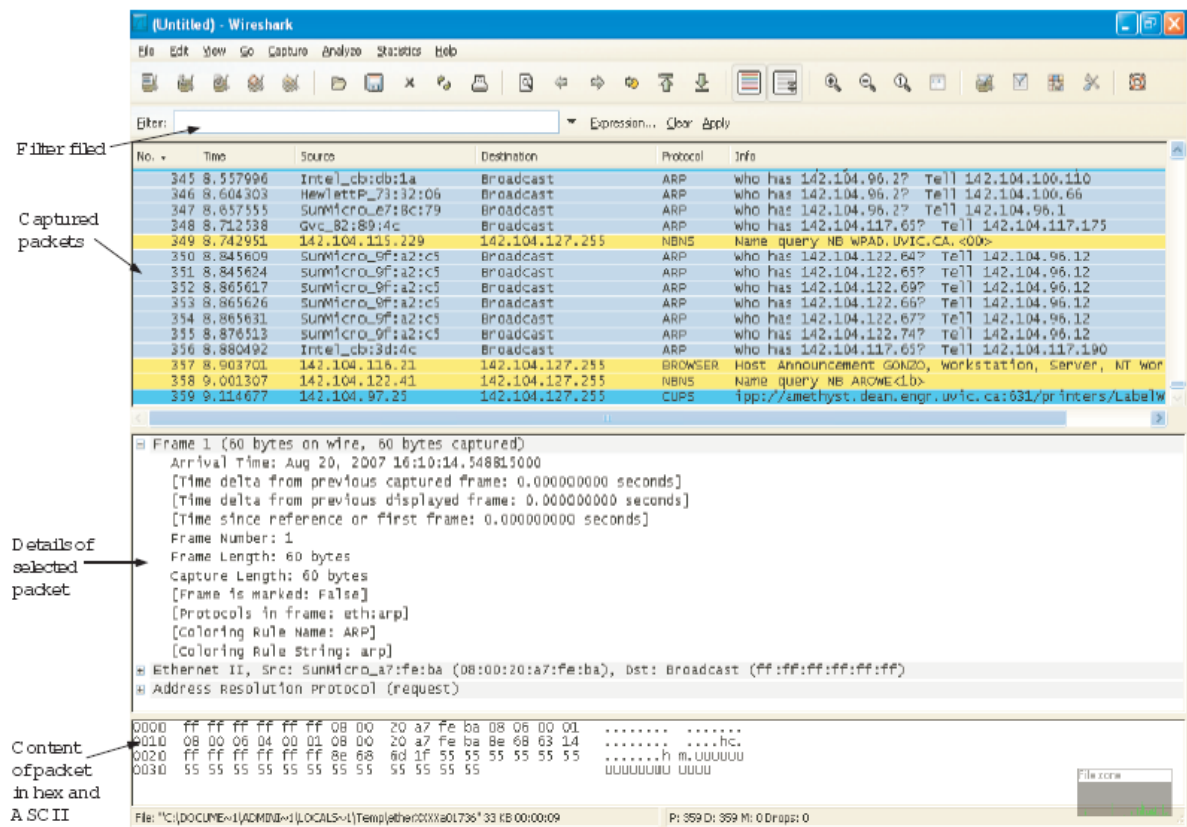 (Untitled) - Wireshark
File Edit View Go Capture Analyze Statistics Help
Filter: Expression... Clear Apply
Filter filed
No. Time Source Destination Protocol Info
345 8.557996 Intel_cb:db:1a Broadcast ARP Who has 142.104.96.2? Tell 142.104.100.110
346 8.604303 HewlettP_73:32:06 Broadcast ARP Who has 142.104.96.2? Tell 142.104.100.66
347 8.657555 SunMicro_e7:8c:79 Broadcast ARP Who has 142.104.96.2? Tell 142.104.96.1
348 8.712538 Gvc_82:89:4c Broadcast ARP Who has 142.104.117.65? Tell 142.104.117.175
349 8.742951 142.104.115.229 142.104.127.255 NBNS Name query NB WPAD.UVIC.CA.<00>
350 8.845609 SunMicro_9f:a2:c5 Broadcast ARP Who has 142.104.122.64? Tell 142.104.96.12
351 8.845624 SunMicro_9f:a2:c5 Broadcast ARP Who has 142.104.122.65? Tell 142.104.96.12
352 8.865617 SunMicro_9f:a2:c5 Broadcast ARP Who has 142.104.122.69? Tell 142.104.96.12
353 8.865626 SunMicro_9f:a2:c5 Broadcast ARP Who has 142.104.122.66? Tell 142.104.96.12
354 8.865631 SunMicro_9f:a2:c5 Broadcast ARP Who has 142.104.122.67? Tell 142.104.96.12
355 8.876513 SunMicro_9f:a2:c5 Broadcast ARP Who has 142.104.122.74? Tell 142.104.96.12
356 8.880492 Intel_cb:3d:4c Broadcast ARP Who has 142.104.117.65? Tell 142.104.117.190
357 8.903701 142.104.116.21 142.104.127.255 BROWSER Host Announcement GONZO, Workstation, Server, NT Wor
358 9.001307 142.104.122.41 142.104.127.255 NBNS Name query NB AROWE<1b>
359 9.114677 142.104.97.25 142.104.127.255 CUPS ipp://amethyst.dean.engr.uvic.ca:631/printers/LabelW
Captured
packets
Frame 1 (60 bytes on wire, 60 bytes captured)
Arrival Time: Aug 20, 2007 16:10:14.548815000
[Time delta from previous captured frame: 0.000000000 seconds]
[Time delta from previous displayed frame: 0.000000000 seconds]
[Time since reference or first frame: 0.000000000 seconds]
Frame Number: 1
Frame Length: 60 bytes
Capture Length: 60 bytes
[Frame is marked: False]
[Protocols in frame: eth:arp]
[Coloring Rule Name: ARP]
[Coloring Rule String: arp]
Ethernet II, Src: SunMicro_a7:fe:ba (08:00:20:a7:fe:ba), Dst: Broadcast (ff:ff:ff:ff:ff:ff)
Address Resolution Protocol (request)
Details of
selected
packet
0000 ff ff ff ff ff ff 08 00 20 a7 fe ba 08 06 00 01 ........ .......
0010 08 00 06 04 00 01 08 00 20 a7 fe ba 8e 68 63 14 ........ ....hc.
0020 ff ff ff ff ff ff 8e 68 6d 1f 55 55 55 55 55 55 .......h m.UUUUUU
0030 55 55 55 55 55 55 55 55 55 55 55 55 UUUUUUUU UUUU
Content
of packet
in hex and
ASCII
File zone
File: "C:\DOCUME~1\ADMINI~1\LOCALS~1\Temp\etherXXXXa01736" 33 KB 00:00:09
P: 359 D: 359 M: 0 Drops: 0